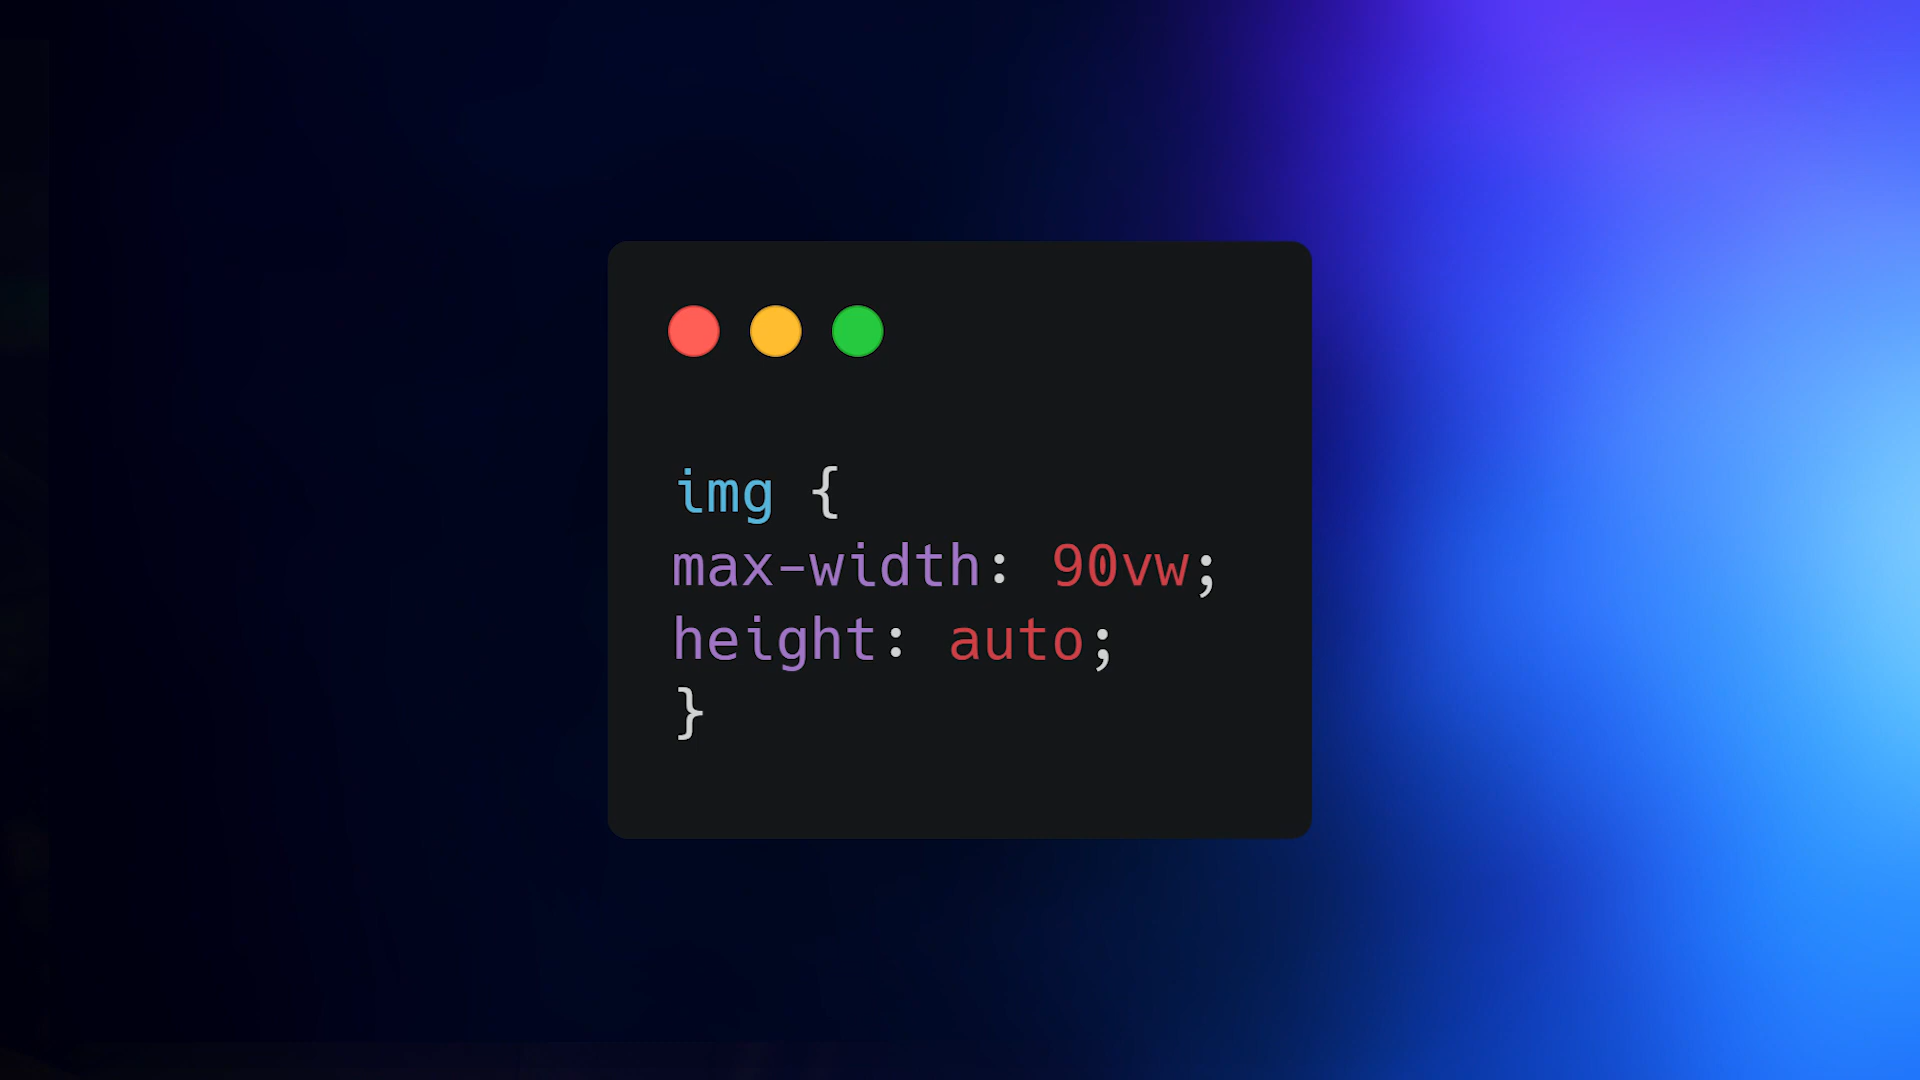 img {
max-width: 90vw;
height: auto;
}